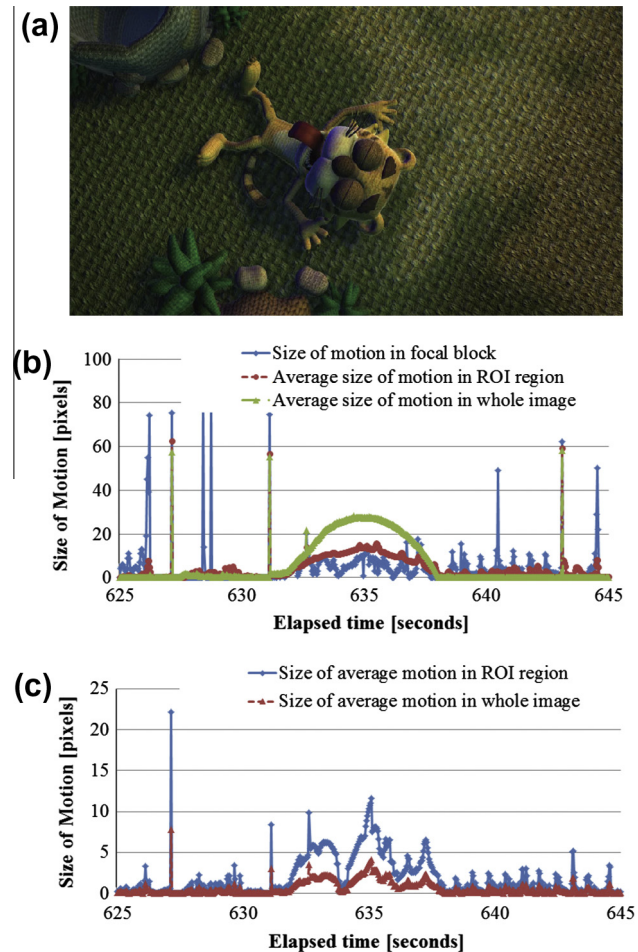 (a)
(b)
Size of motion in focal block
Average size of motion in ROI region
Average size of motion in whole image
Size of Motion [pixels]
100
80
60
40
20
0
625 630 635 640 645
Elapsed time [seconds]
(c)
Size of average motion in ROI region
Size of average motion in whole image
Size of Motion [pixels]
25
20
15
10
5
0
625 630 635 640 645
Elapsed time [seconds]